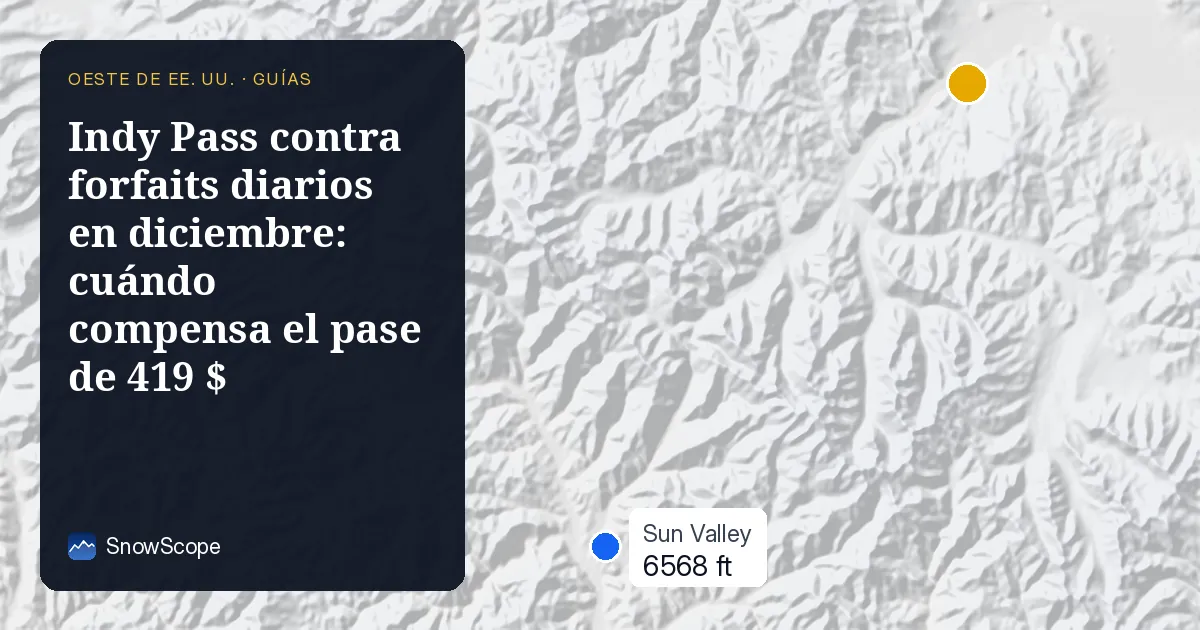 OESTE DE EE. UU. · GUÍAS
Indy Pass contra
forfaits diarios
en diciembre:
cuándo
compensa el pase
de 419 $
SnowScope
Sun Valley
6568 ft